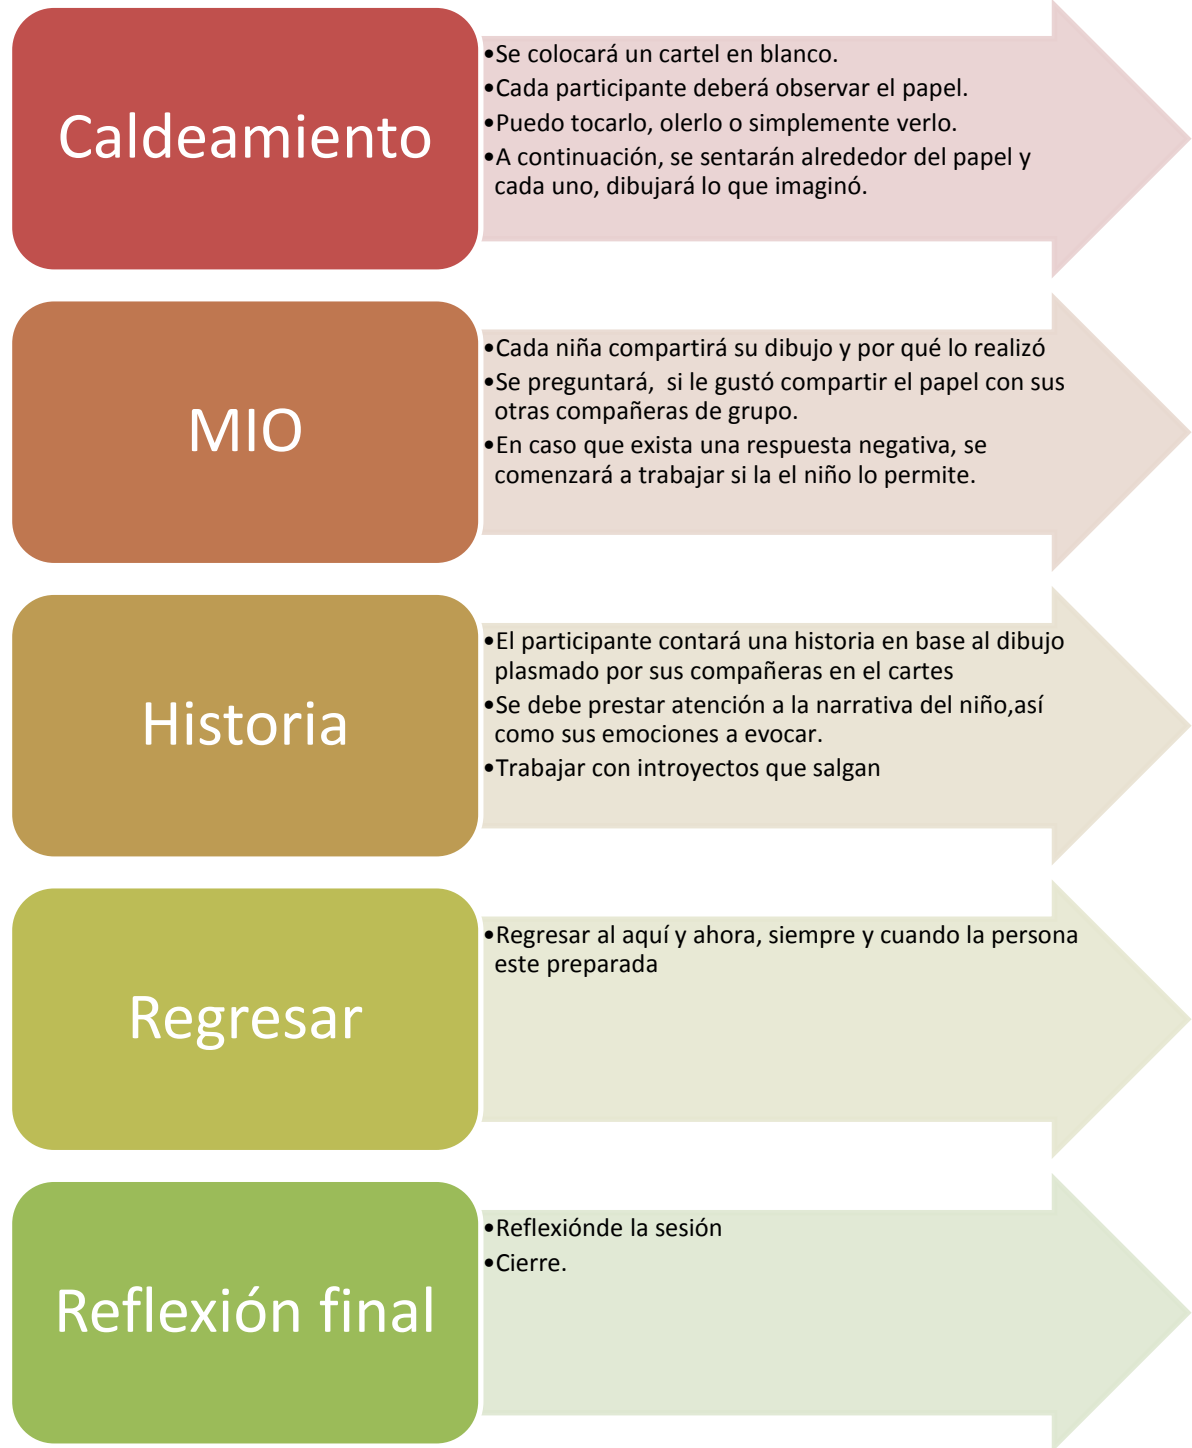 Caldeamiento
•Se colocará un cartel en blanco.
•Cada participante deberá observar el papel.
•Puedo tocarlo, olerlo o simplemente verlo.
•A continuación, se sentarán alrededor del papel y
cada uno, dibujará lo que imaginó.
MIO
•Cada niña compartirá su dibujo y por qué lo realizó
•Se preguntará, si le gustó compartir el papel con sus
otras compañeras de grupo.
•En caso que exista una respuesta negativa, se
comenzará a trabajar si la el niño lo permite.
Historia
•El participante contará una historia en base al dibujo
plasmado por sus compañeras en el cartes
•Se debe prestar atención a la narrativa del niño,así
como sus emociones a evocar.
•Trabajar con introyectos que salgan
Regresar
•Regresar al aquí y ahora, siempre y cuando la persona
este preparada
Reflexión final
•Reflexiónde la sesión
•Cierre.